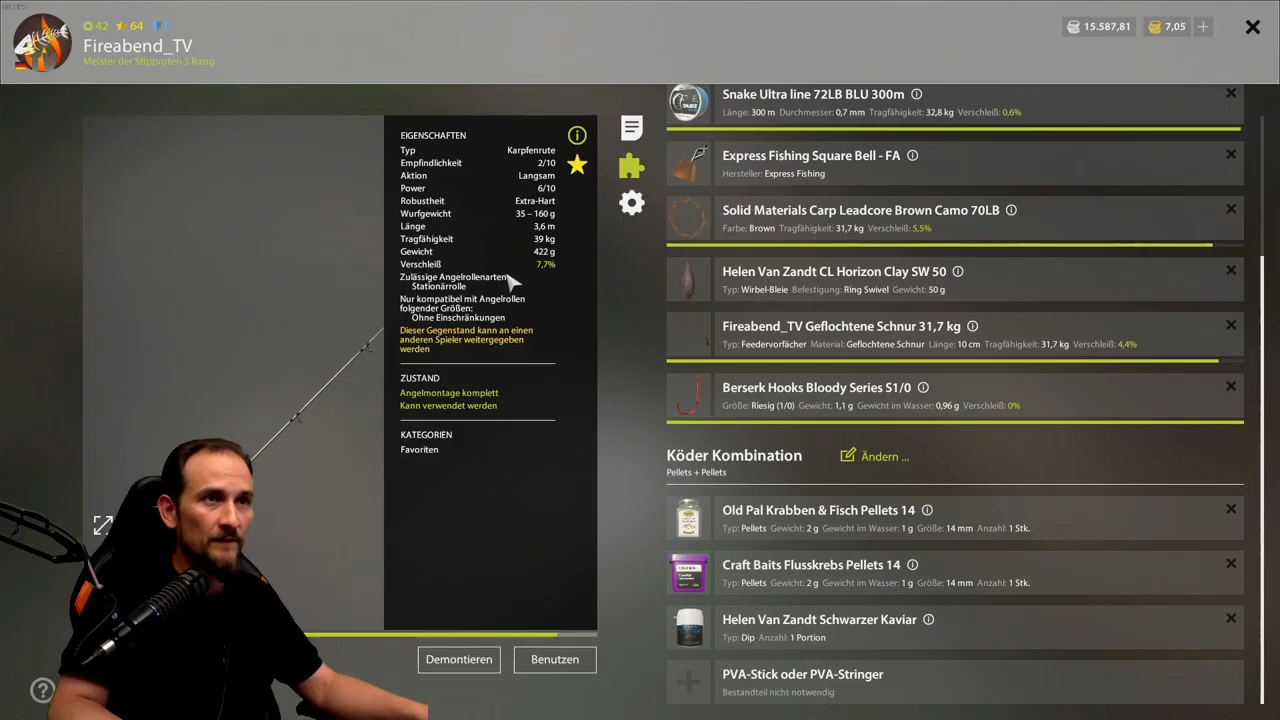 60 FPS
42 64 0
Fireabend_TV
Meister der Stippruten 3 Rang
15.587,81
7,05
EIGENSCHAFTEN
Typ Karpfenrute
Empfindlichkeit 2/10
Aktion Langsam
Power 6/10
Robustheit Extra-Hart
Wurfgewicht 35 – 160 g
Länge 3,6 m
Tragfähigkeit 39 kg
Gewicht 422 g
Verschleiß 7,7%
Zulässige Angelrollenarten
Stationärrolle
Nur kompatibel mit Angelrollen
folgender Größen:
Ohne Einschränkungen
Dieser Gegenstand kann an einen
anderen Spieler weitergegeben
werden
ZUSTAND
Angelmontage komplett
Kann verwendet werden
KATEGORIEN
Favoriten
Demontieren
Benutzen
Snake Ultra line 72LB BLU 300m
Länge: 300 m Durchmesser: 0,7 mm Tragfähigkeit: 32,8 kg Verschleiß: 0,6%
Express Fishing Square Bell - FA
Hersteller: Express Fishing
Solid Materials Carp Leadcore Brown Camo 70LB
Farbe: Brown Tragfähigkeit: 31,7 kg Verschleiß: 5,5%
Helen Van Zandt CL Horizon Clay SW 50
Typ: Wirbel-Bleie Befestigung: Ring Swivel Gewicht: 50 g
Fireabend_TV Geflochtene Schnur 31,7 kg
Typ: Feedervorfächer Material: Geflochtene Schnur Länge: 10 cm Tragfähigkeit: 31,7 kg Verschleiß: 4,4%
Berserk Hooks Bloody Series S1/0
Größe: Riesig (1/0) Gewicht: 1,1 g Gewicht im Wasser: 0,96 g Verschleiß: 0%
Köder Kombination
Ändern ...
Pellets + Pellets
Old Pal Krabben & Fisch Pellets 14
Typ: Pellets Gewicht: 2 g Gewicht im Wasser: 1 g Größe: 14 mm Anzahl: 1 Stk.
Craft Baits Flusskrebs Pellets 14
Typ: Pellets Gewicht: 2 g Gewicht im Wasser: 1 g Größe: 14 mm Anzahl: 1 Stk.
Helen Van Zandt Schwarzer Kaviar
Typ: Dip Anzahl: 1 Portion
PVA-Stick oder PVA-Stringer
Bestandteil nicht notwendig